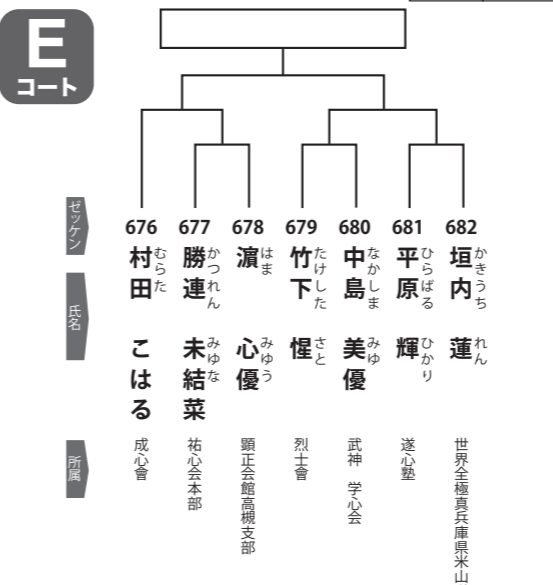 E
コート
ゼッケン
676
677
678
679
680
681
682
氏名
村田 こはる
むらた
勝連 未結菜
かつれん みゆな
濵 心優
はま みゆう
竹下 惺
たけした さと
中島 美優
なかしま みゆ
平原 輝
ひらばる ひかり
垣内 蓮
かきうち れん
所属
成心會
祐心会本部
顕正会館高槻支部
烈士會
武神 学心会
遂心塾
世界全極真兵庫県米山